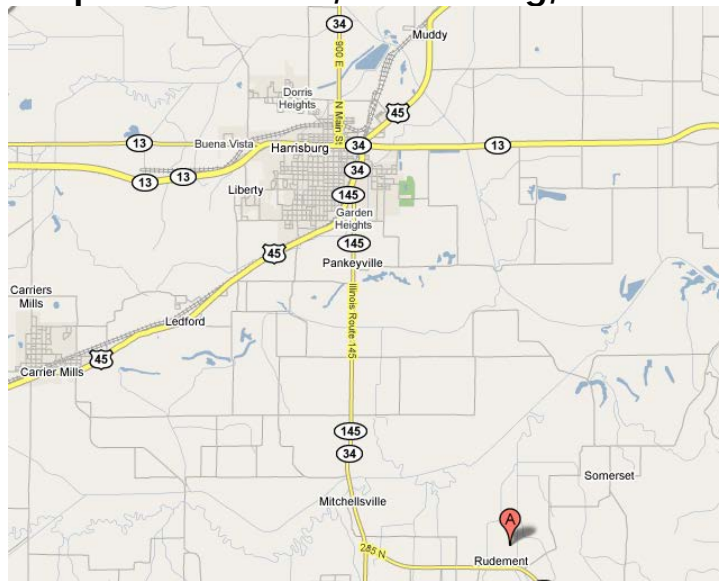 34
Muddy
900 E
Dorris
Heights
N Main St
45
13
Buena Vista
Harrisburg
34
13
13
13
34
Liberty
145
Garden
Heights
45
145
Pankeyville
Carriers
Mills
Illinois Route 145
Ledford
45
Carrier Mills
145
34
Somerset
Mitchellsville
A
285 N
Rudement